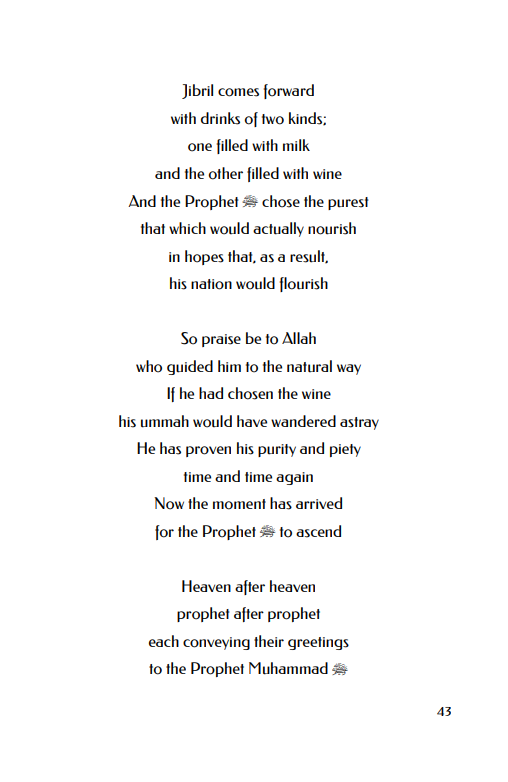 Jibril comes forward
with drinks of two kinds;
one filled with milk
and the other filled with wine
And the Prophet ﷺ chose the purest
that which would actually nourish
in hopes that, as a result,
his nation would flourish
So praise be to Allah
who guided him to the natural way
If he had chosen the wine
his ummah would have wandered astray
He has proven his purity and piety
time and time again
Now the moment has arrived
for the Prophet ﷺ to ascend
Heaven after heaven
prophet after prophet
each conveying their greetings
to the Prophet Muhammad ﷺ
43